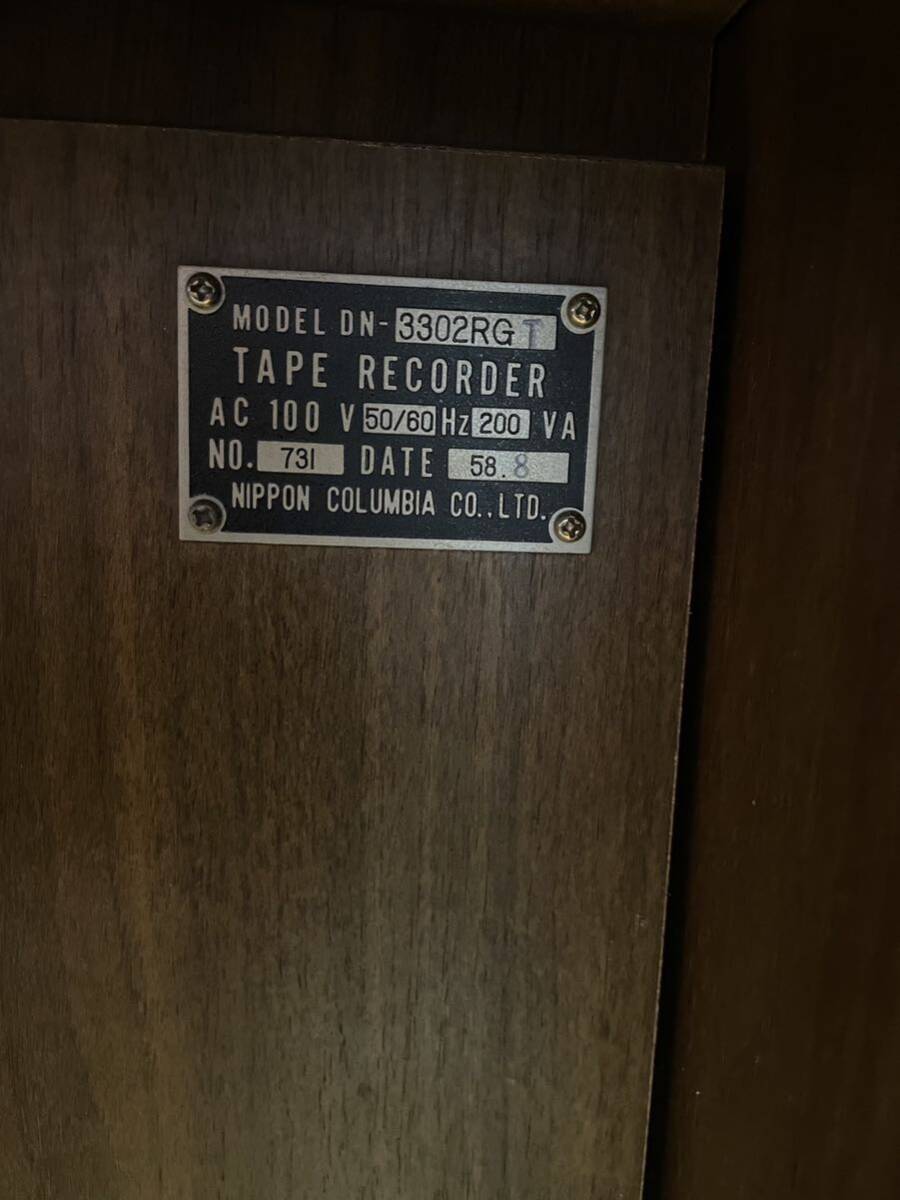 MODEL DN-3302RGT
TAPE RECORDER
AC 100 V 50/60 Hz 200 VA
NO. 731 DATE 58.8
NIPPON COLUMBIA CO.,LTD.